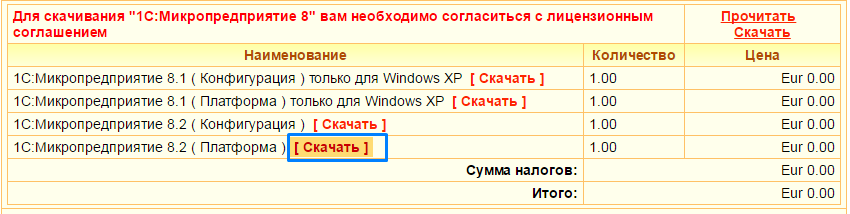 Для скачивания "1С:Микропредприятие 8" вам необходимо согласиться с лицензионным Прочитать
соглашением Скачать
Наименование Количество Цена
1С:Микропредприятие 8.1 ( Конфигурация ) только для Windows XP [ Скачать ] 1.00 Eur 0.00
1С:Микропредприятие 8.1 ( Платформа ) только для Windows XP [ Скачать ] 1.00 Eur 0.00
1С:Микропредприятие 8.2 ( Конфигурация ) [ Скачать ] 1.00 Eur 0.00
1С:Микропредприятие 8.2 ( Платформа ) [ Скачать ] 1.00 Eur 0.00
Сумма налогов: Eur 0.00
Итого: Eur 0.00